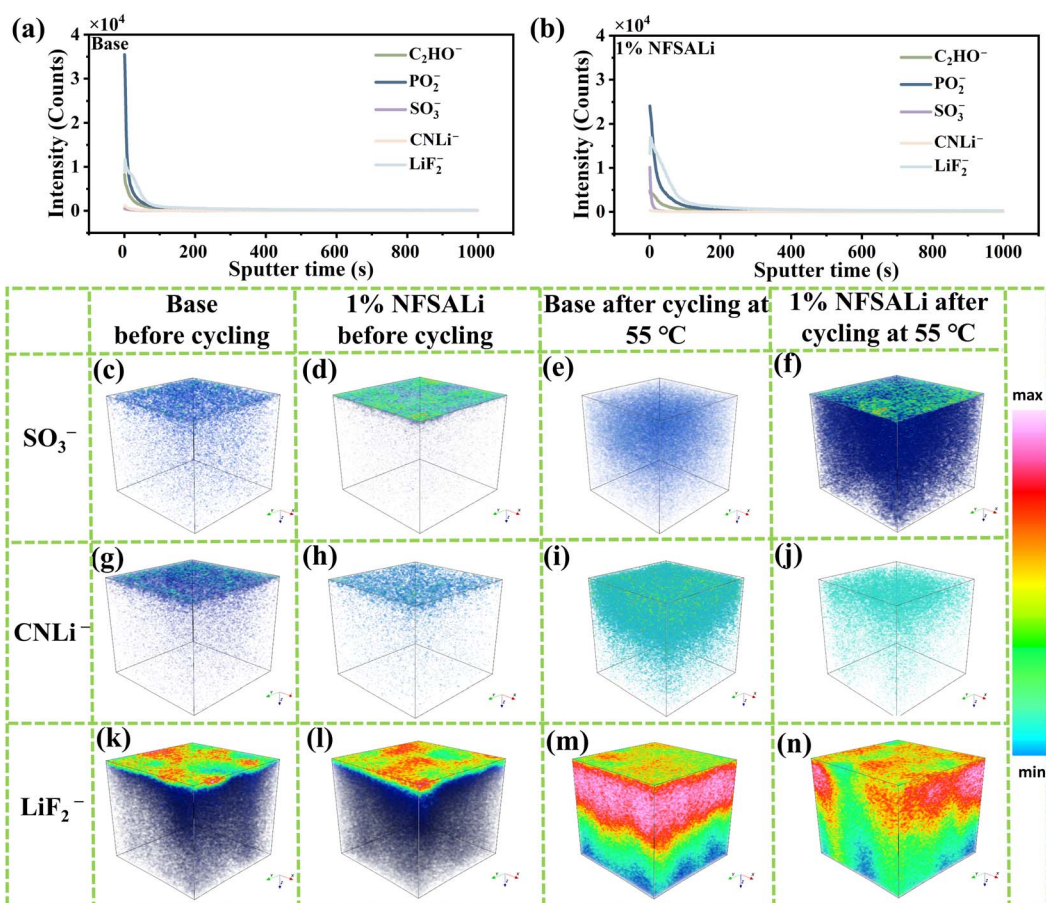 (a)
×10⁴
Base
C₂HO⁻
PO₂⁻
SO₃⁻
CNLi⁻
LiF₂⁻
Intensity (Counts)
4
3
2
1
0
0 200 400 600 800 1000
Sputter time (s)
(b)
×10⁴
1% NFSALi
C₂HO⁻
PO₂⁻
SO₃⁻
CNLi⁻
LiF₂⁻
Intensity (Counts)
4
3
2
1
0
0 200 400 600 800 1000
Sputter time (s)
Base
before cycling
1% NFSALi
before cycling
Base after cycling at
55 °C
1% NFSALi after
cycling at 55 °C
SO₃⁻
(c)
(d)
(e)
(f)
CNLi⁻
(g)
(h)
(i)
(j)
LiF₂⁻
(k)
(l)
(m)
(n)
max
min